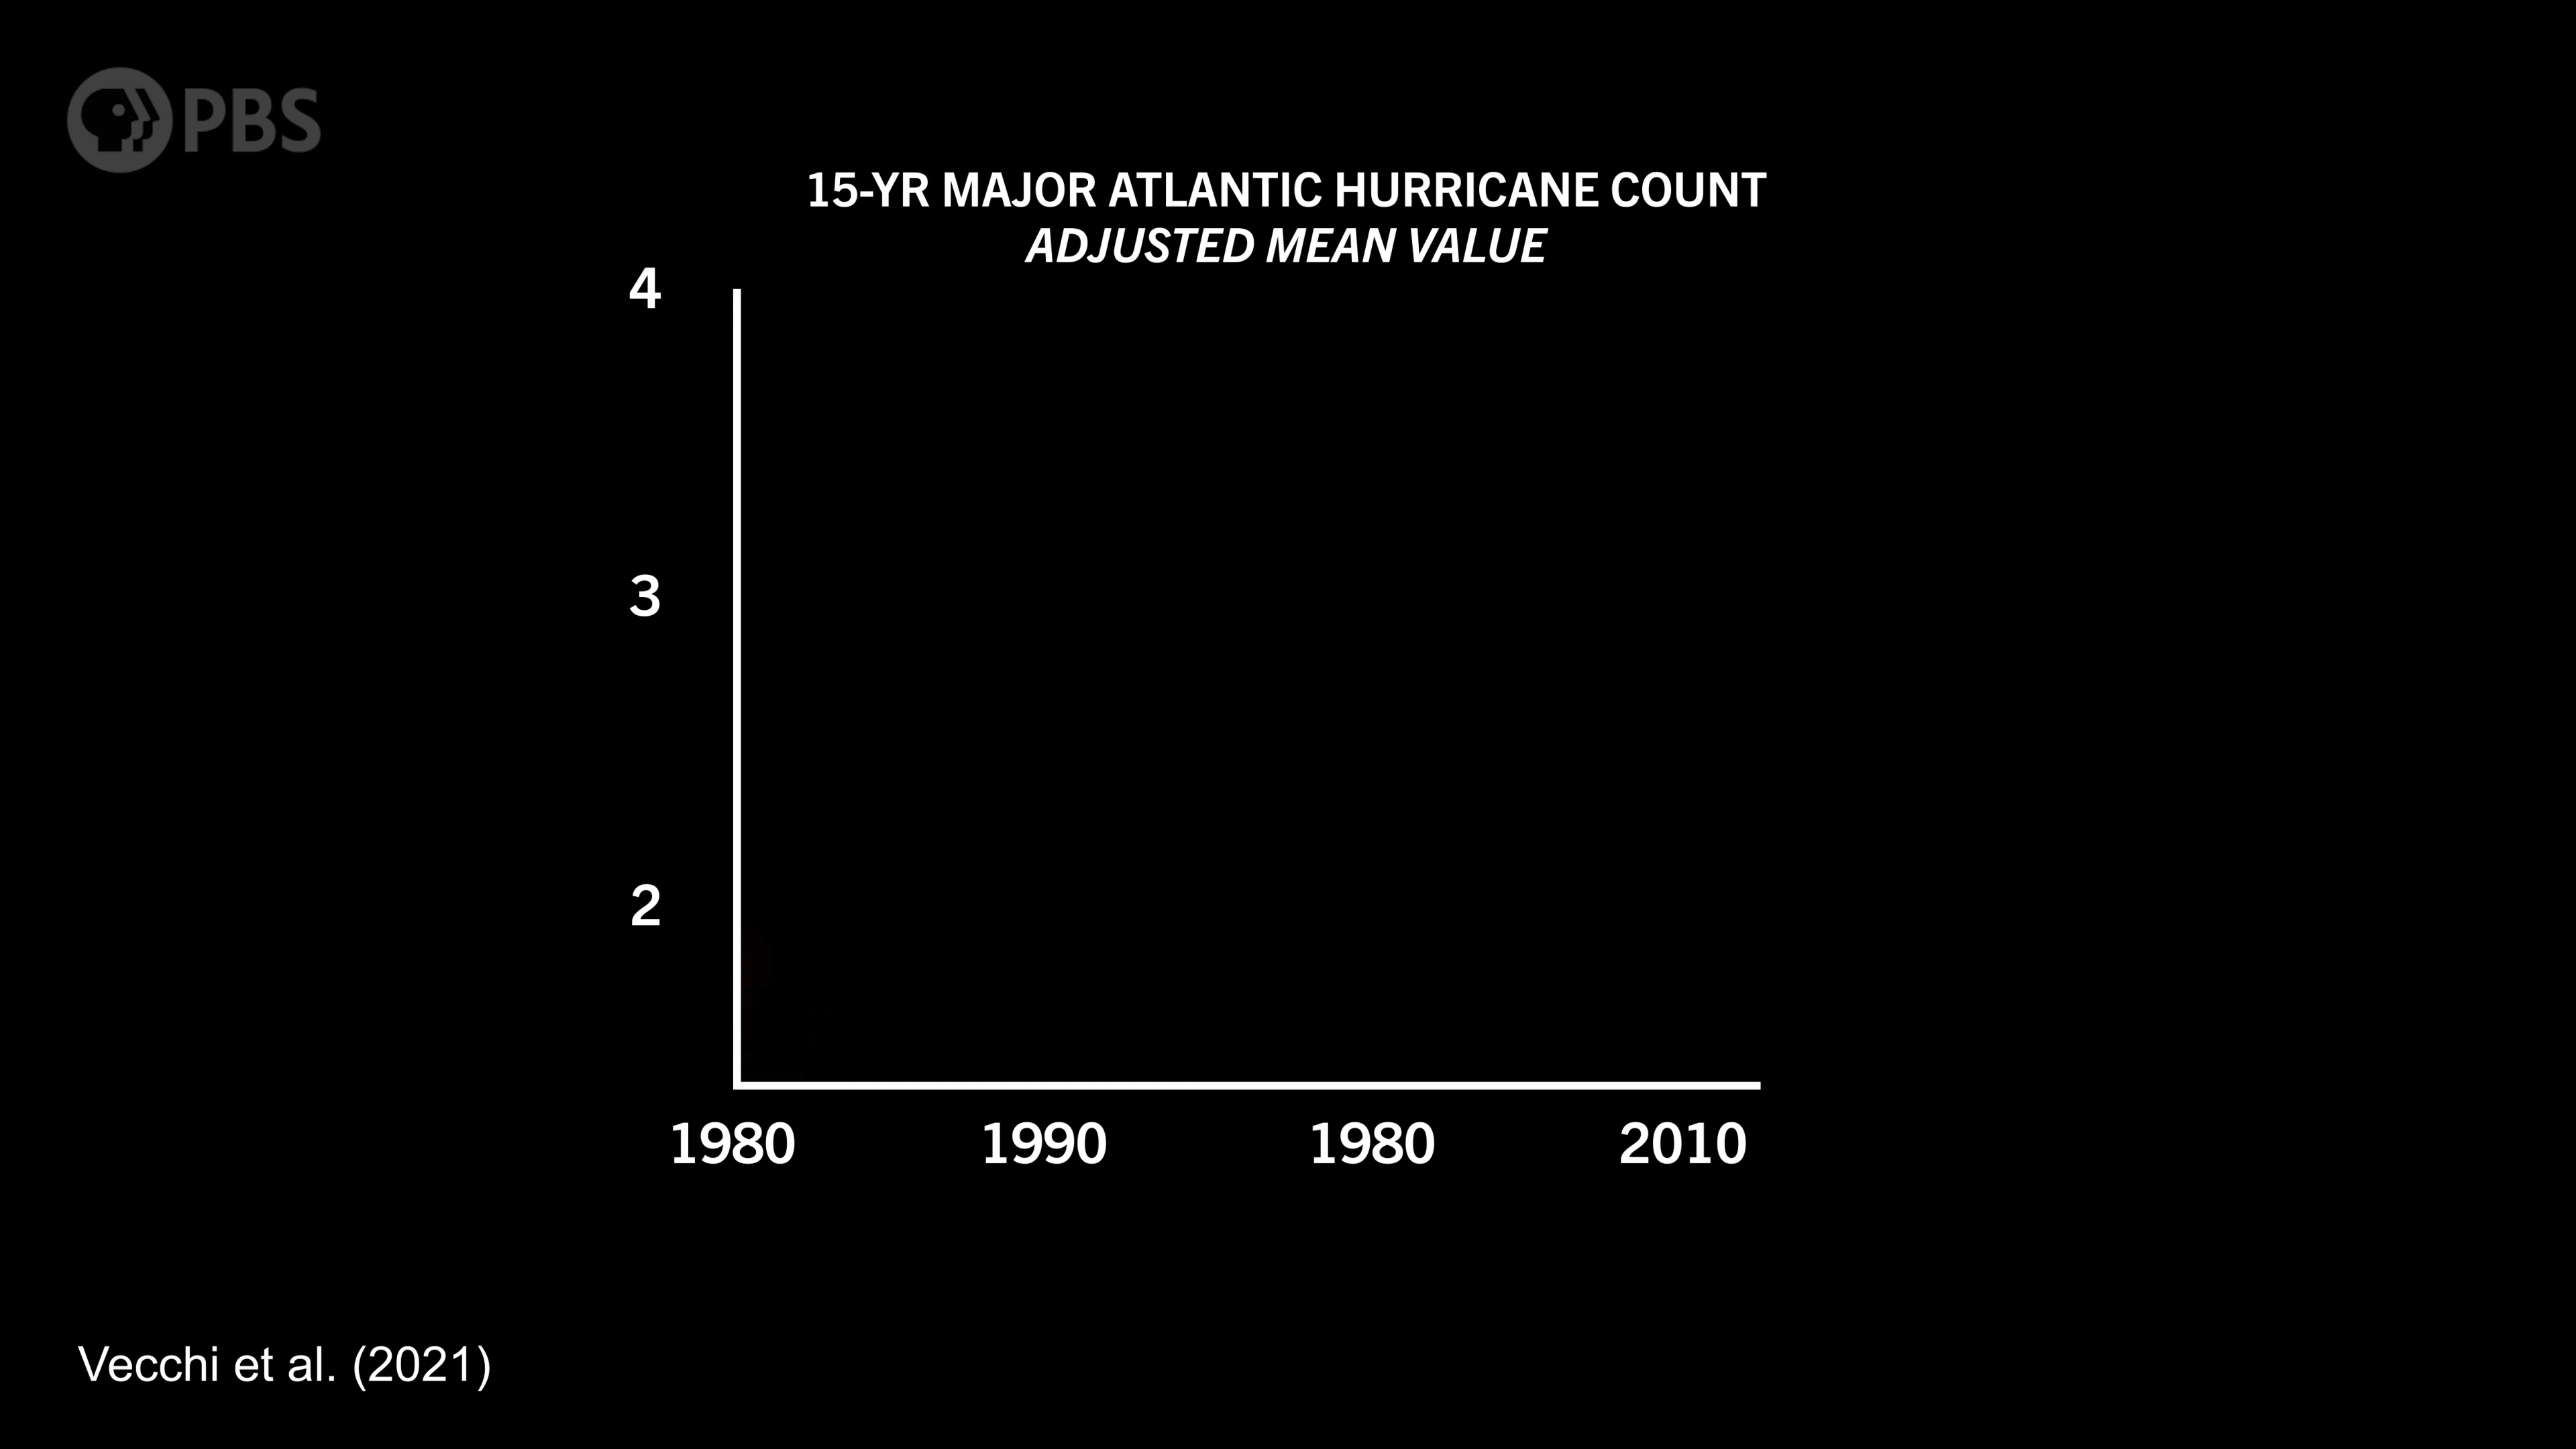 PBS
15-YR MAJOR ATLANTIC HURRICANE COUNT
ADJUSTED MEAN VALUE
4
3
2
1980 1990 1980 2010
Vecchi et al. (2021)